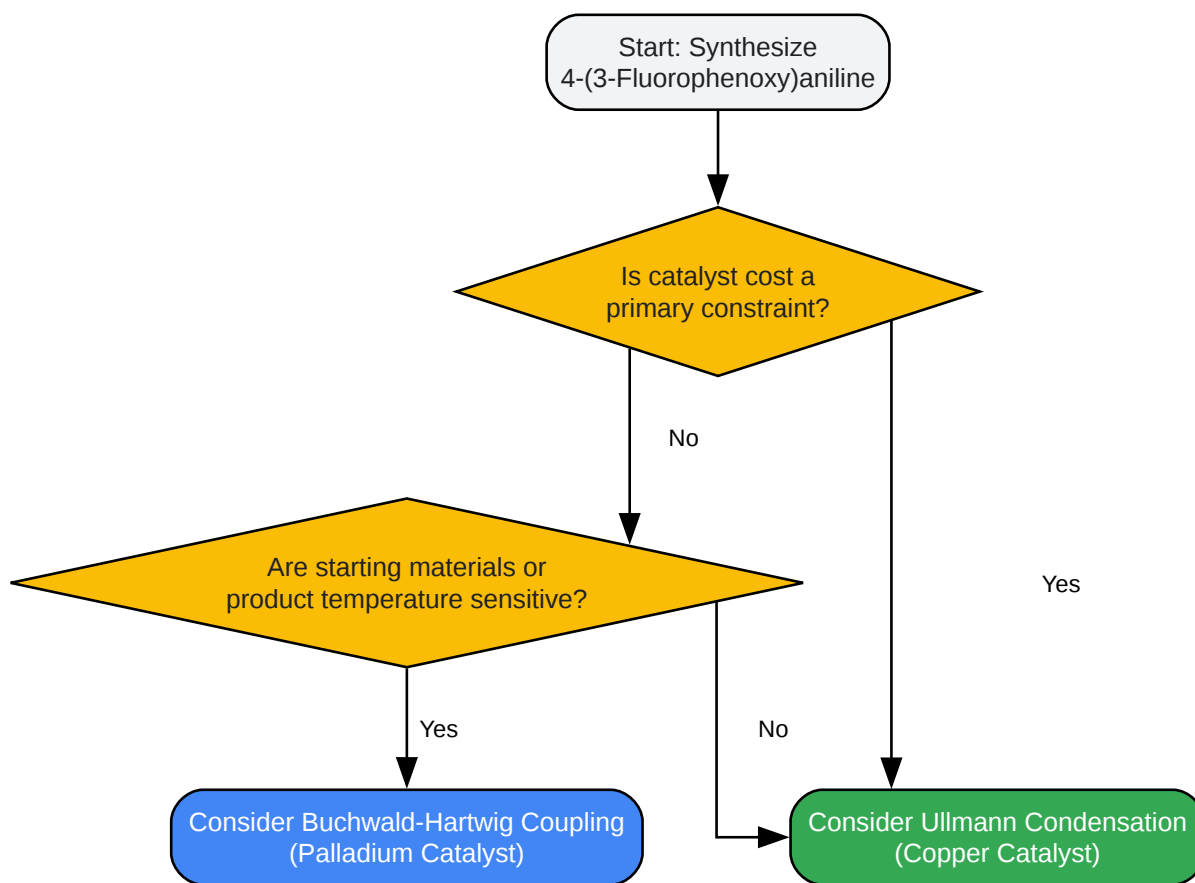 Start: Synthesize
4-(3-Fluorophenoxy)aniline
Is catalyst cost a
primary constraint?
No
Are starting materials or
product temperature sensitive?
Yes
Yes
No
Consider Buchwald-Hartwig Coupling
(Palladium Catalyst)
Consider Ullmann Condensation
(Copper Catalyst)